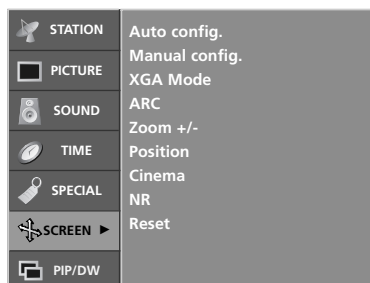 STATION
PICTURE
SOUND
TIME
SPECIAL
SCREEN ►
PIP/DW
Auto config.
Manual config.
XGA Mode
ARC
Zoom +/-
Position
Cinema
NR
Reset